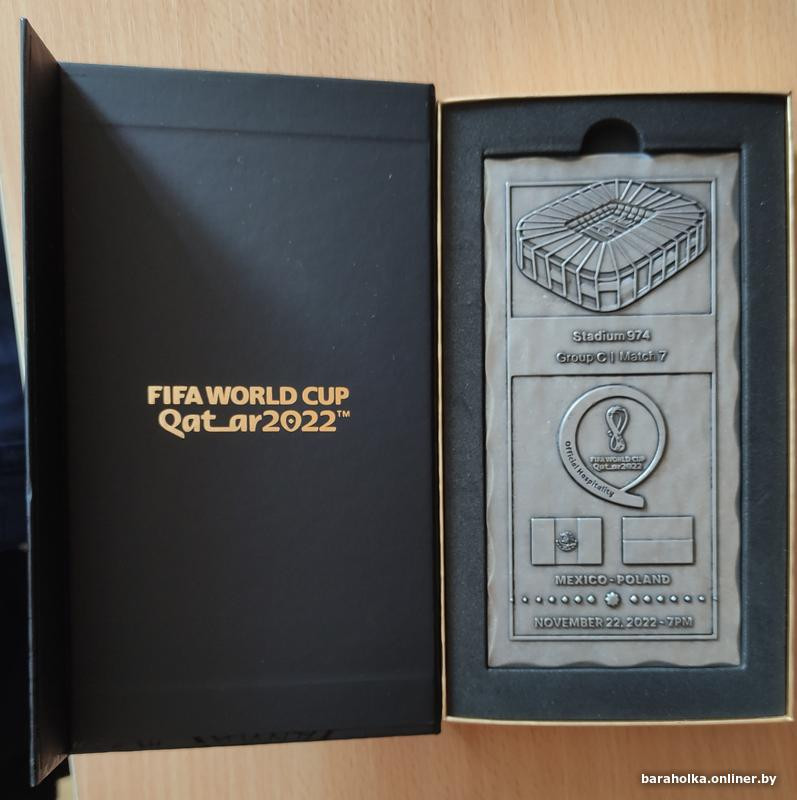 FIFA WORLD CUP
Qatar2022™
Stadium 974
Group C | Match 7
FIFA WORLD CUP
Qatar2022
Official Hospitality
MEXICO - POLAND
NOVEMBER 22, 2022 - 7PM
baraholka.onliner.by